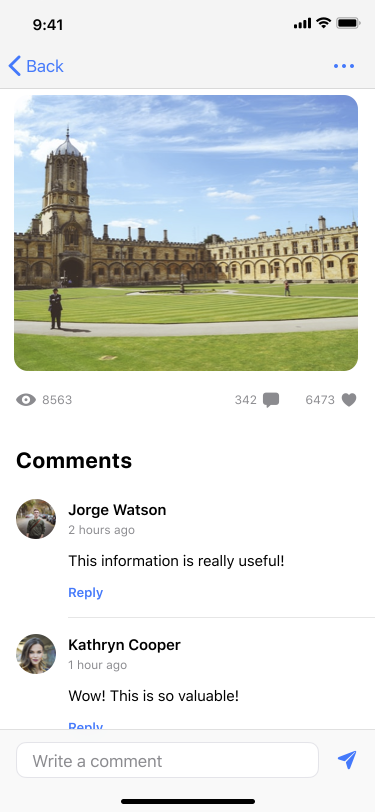 9:41
Back
8563
342
6473
Comments
Jorge Watson
2 hours ago
This information is really useful!
Reply
Kathryn Cooper
1 hour ago
Wow! This is so valuable!
Reply
Write a comment